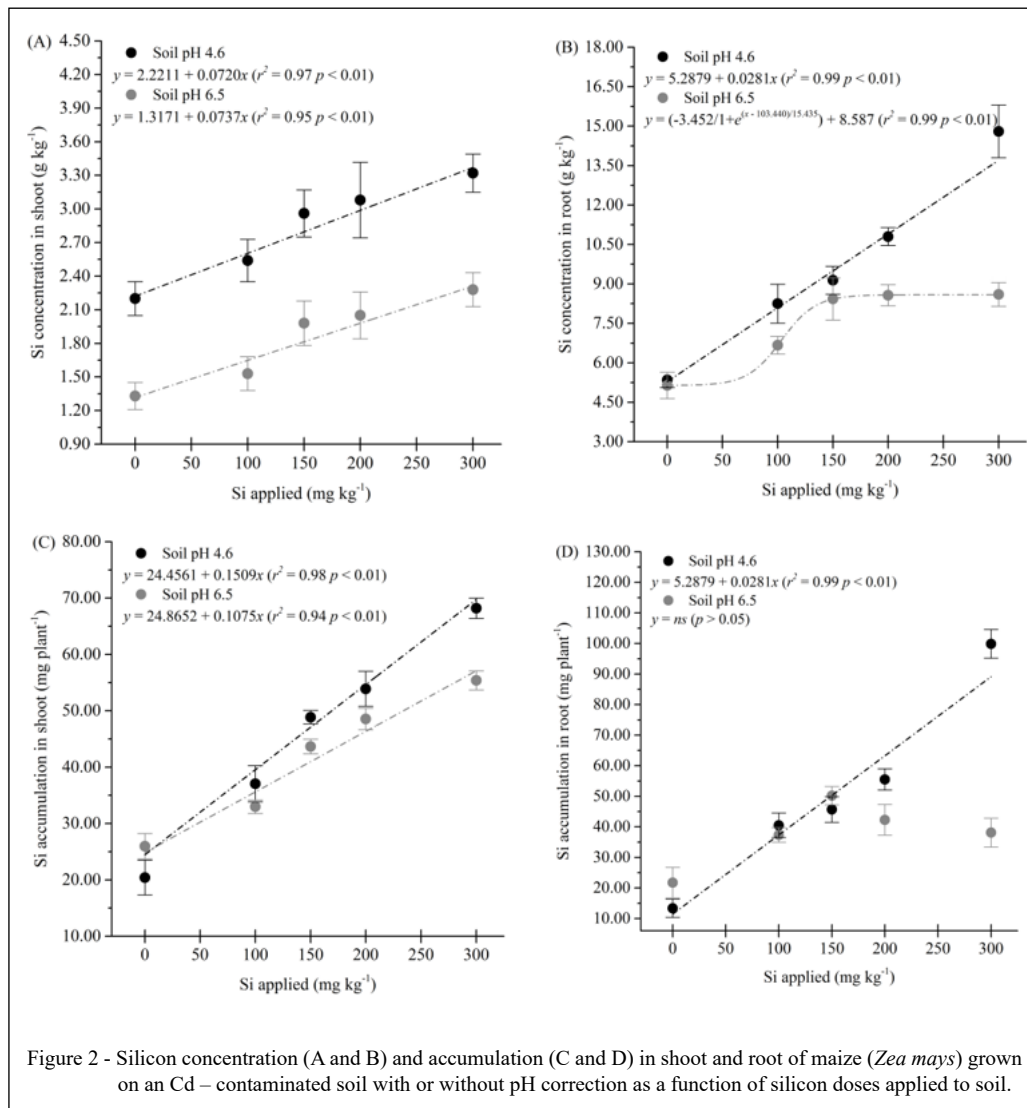 (A)
Soil pH 4.6
y = 2.2211 + 0.0720x (r² = 0.97 p < 0.01)
Soil pH 6.5
y = 1.3171 + 0.0737x (r² = 0.95 p < 0.01)
4.50
4.20
3.90
3.60
3.30
3.00
2.70
2.40
2.10
1.80
1.50
1.20
0.90
Si concentration in shoot (g kg⁻¹)
0 50 100 150 200 250 300
Si applied (mg kg⁻¹)
(B)
Soil pH 4.6
y = 5.2879 + 0.0281x (r² = 0.99 p < 0.01)
Soil pH 6.5
y = (-3.452/1+e^(x - 103.440)/15.435) + 8.587 (r² = 0.99 p < 0.01)
18.00
16.50
15.00
13.50
12.00
10.50
9.00
7.50
6.00
4.50
3.00
Si concentration in root (g kg⁻¹)
0 50 100 150 200 250 300
Si applied (mg kg⁻¹)
(C)
Soil pH 4.6
y = 24.4561 + 0.1509x (r² = 0.98 p < 0.01)
Soil pH 6.5
y = 24.8652 + 0.1075x (r² = 0.94 p < 0.01)
80.00
70.00
60.00
50.00
40.00
30.00
20.00
10.00
Si accumulation in shoot (mg plant⁻¹)
0 50 100 150 200 250 300
Si applied (mg kg⁻¹)
(D)
Soil pH 4.6
y = 5.2879 + 0.0281x (r² = 0.99 p < 0.01)
Soil pH 6.5
y = ns (p > 0.05)
130.00
120.00
110.00
100.00
90.00
80.00
70.00
60.00
50.00
40.00
30.00
20.00
10.00
Si accumulation in root (mg plant⁻¹)
0 50 100 150 200 250 300
Si applied (mg kg⁻¹)
Figure 2 - Silicon concentration (A and B) and accumulation (C and D) in shoot and root of maize (Zea mays) grown
on an Cd – contaminated soil with or without pH correction as a function of silicon doses applied to soil.